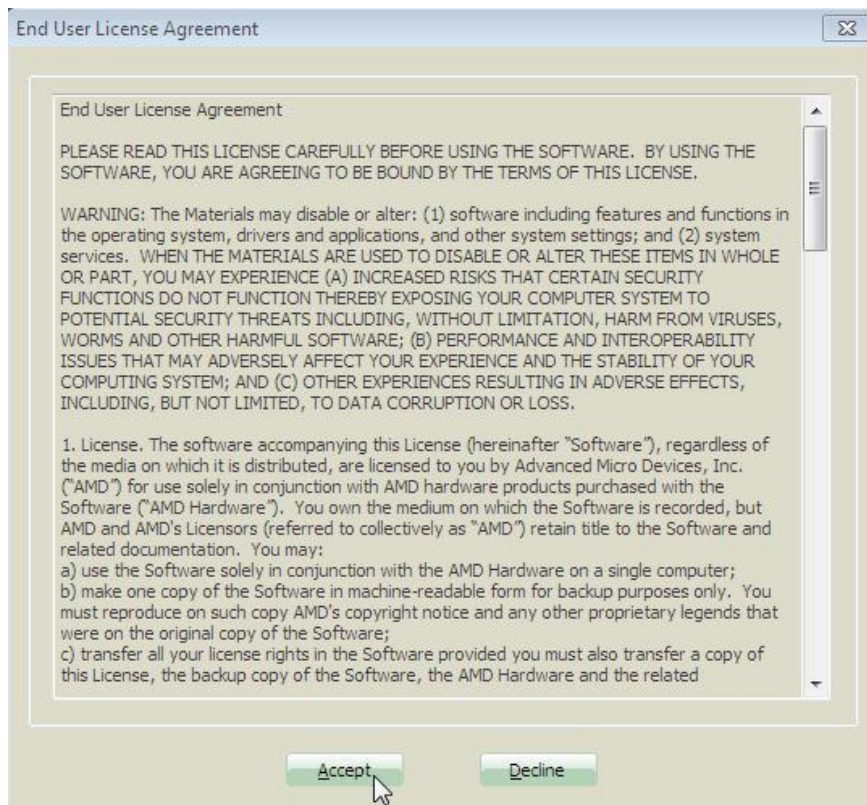 End User License Agreement
End User License Agreement
PLEASE READ THIS LICENSE CAREFULLY BEFORE USING THE SOFTWARE.  BY USING THE
SOFTWARE, YOU ARE AGREEING TO BE BOUND BY THE TERMS OF THIS LICENSE.
WARNING: The Materials may disable or alter: (1) software including features and functions in
the operating system, drivers and applications, and other system settings; and (2) system
services.  WHEN THE MATERIALS ARE USED TO DISABLE OR ALTER THESE ITEMS IN WHOLE
OR PART, YOU MAY EXPERIENCE (A) INCREASED RISKS THAT CERTAIN SECURITY
FUNCTIONS DO NOT FUNCTION THEREBY EXPOSING YOUR COMPUTER SYSTEM TO
POTENTIAL SECURITY THREATS INCLUDING, WITHOUT LIMITATION, HARM FROM VIRUSES,
WORMS AND OTHER HARMFUL SOFTWARE; (B) PERFORMANCE AND INTEROPERABILITY
ISSUES THAT MAY ADVERSELY AFFECT YOUR EXPERIENCE AND THE STABILITY OF YOUR
COMPUTING SYSTEM; AND (C) OTHER EXPERIENCES RESULTING IN ADVERSE EFFECTS,
INCLUDING, BUT NOT LIMITED, TO DATA CORRUPTION OR LOSS.
1. License. The software accompanying this License (hereinafter “Software”), regardless of
the media on which it is distributed, are licensed to you by Advanced Micro Devices, Inc.
(“AMD”) for use solely in conjunction with AMD hardware products purchased with the
Software (“AMD Hardware”).  You own the medium on which the Software is recorded, but
AMD and AMD's Licensors (referred to collectively as “AMD”) retain title to the Software and
related documentation.  You may:
a) use the Software solely in conjunction with the AMD Hardware on a single computer;
b) make one copy of the Software in machine-readable form for backup purposes only.  You
must reproduce on such copy AMD's copyright notice and any other proprietary legends that
were on the original copy of the Software;
c) transfer all your license rights in the Software provided you must also transfer a copy of
this License, the backup copy of the Software, the AMD Hardware and the related
Accept
Decline